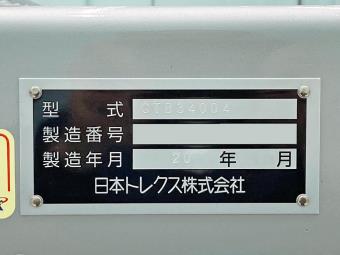 型式 CTB34004
製造番号
製造年月 20 年 月
日本トレクス株式会社